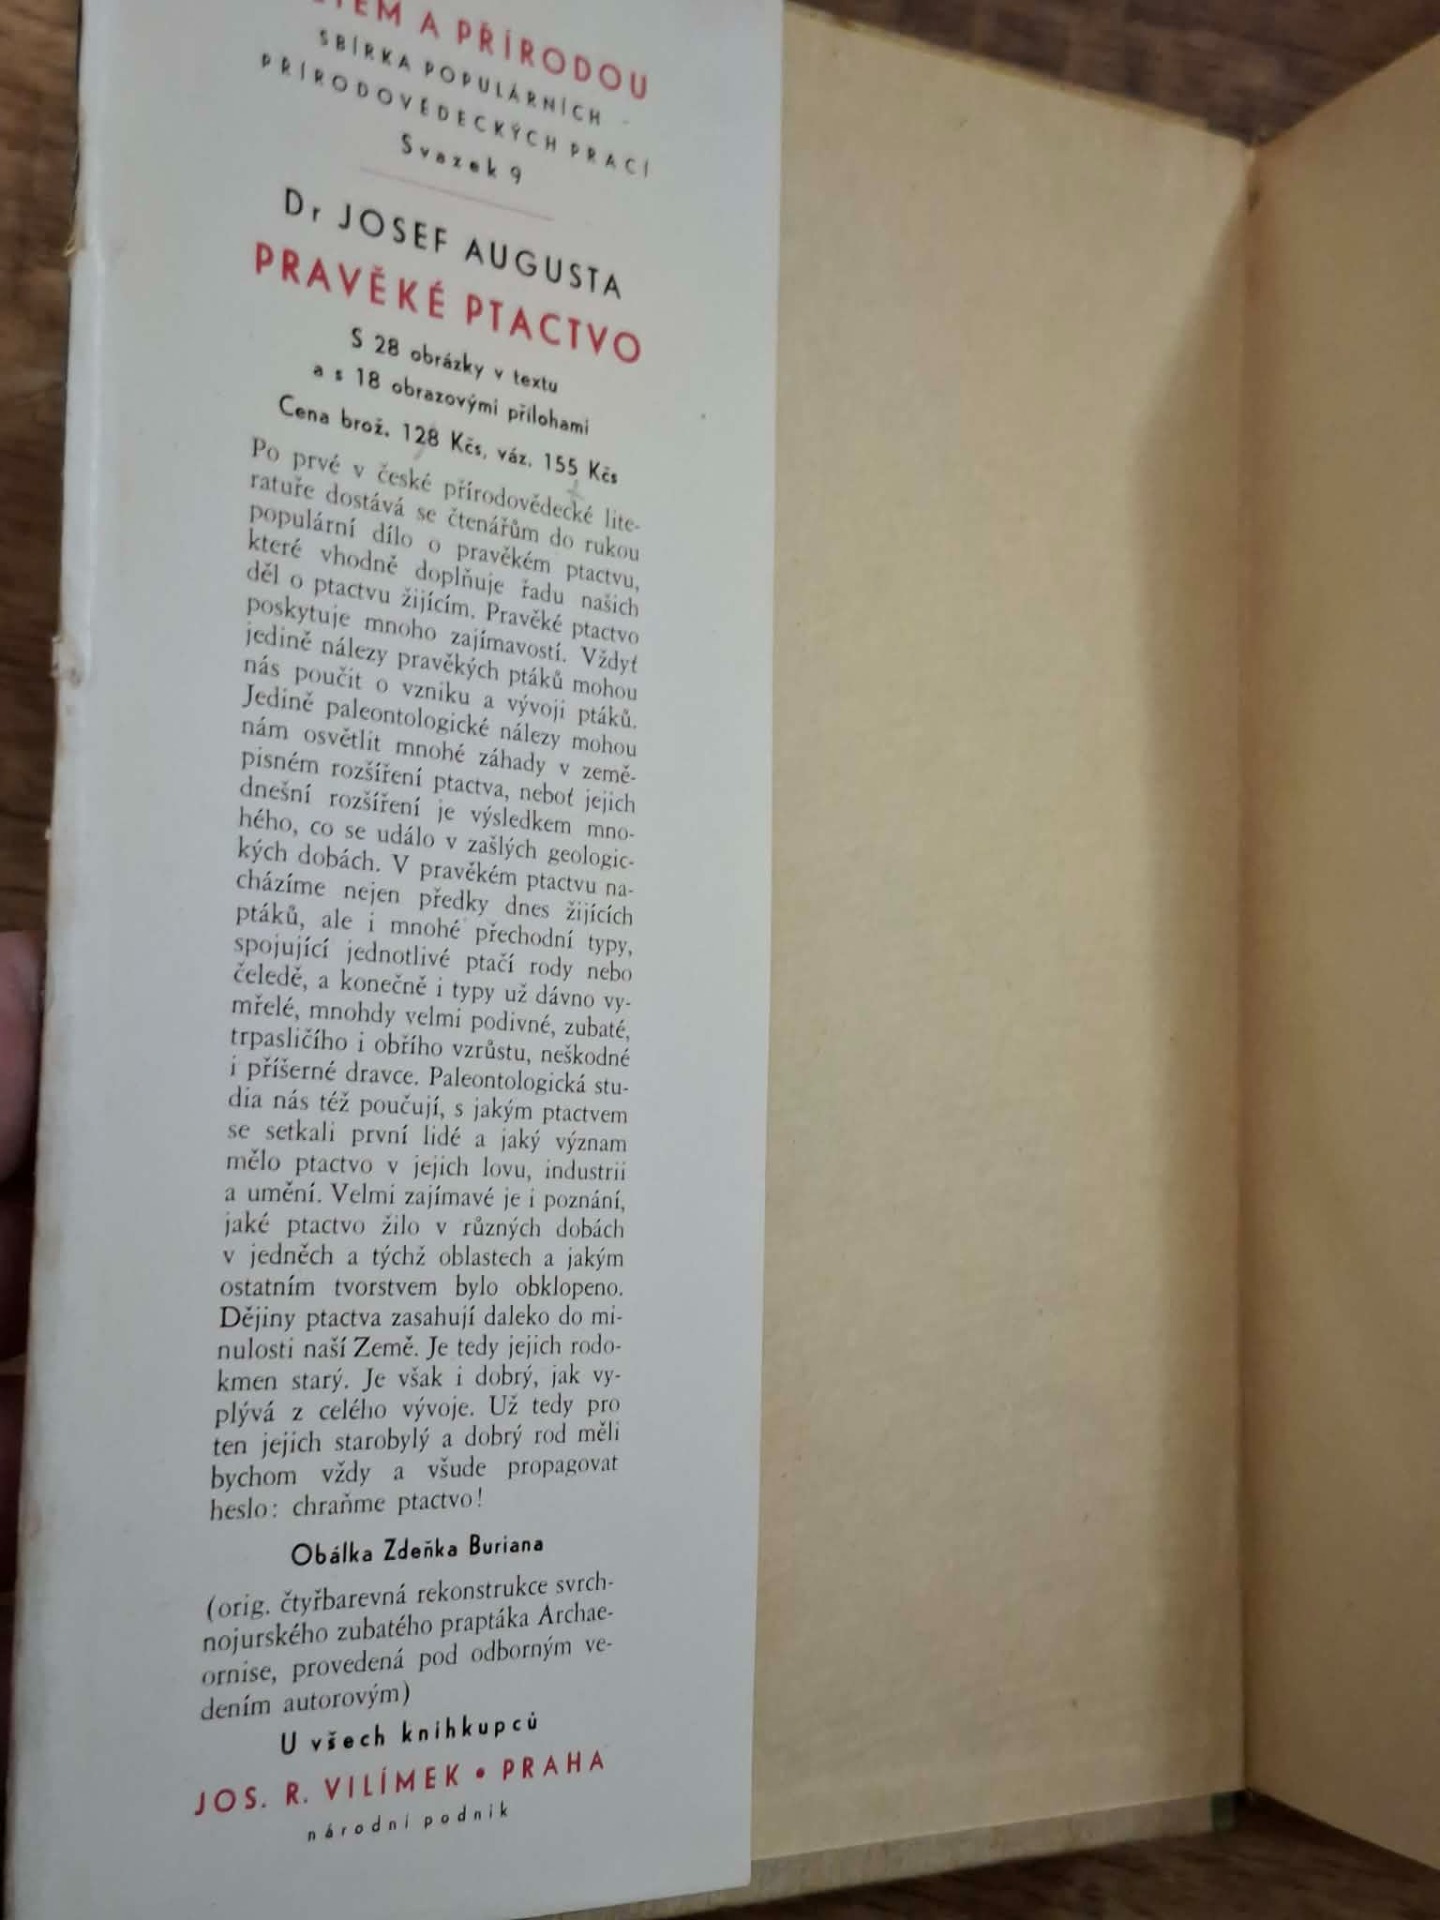 A PŘÍRODOU
SBÍRKA POPULÁRNÍCH
PŘÍRODOVĚDECKÝCH PRACÍ
Svazek 9
Dr JOSEF AUGUSTA
PRAVĚKÉ PTACTVO
S 28 obrázky v textu
a s 18 obrazovými přílohami
Cena brož. 128 Kčs, váz. 155 Kčs
Po prvé v české přírodovědecké lite-
ratuře dostává se čtenářům do rukou
populární dílo o pravěkém ptactvu,
které vhodně doplňuje řadu našich
děl o ptactvu žijícím. Pravěké ptactvo
poskytuje mnoho zajímavostí. Vždyť
jedině nálezy pravěkých ptáků mohou
nás poučit o vzniku a vývoji ptáků.
Jedině paleontologické nálezy mohou
nám osvětlit mnohé záhady v země-
pisném rozšíření ptactva, neboť jejich
dnešní rozšíření je výsledkem mno-
hého, co se událo v zašlých geologic-
kých dobách. V pravěkém ptactvu na-
cházíme nejen předky dnes žijících
ptáků, ale i mnohé přechodní typy,
spojující jednotlivé ptačí rody nebo
čeledě, a konečně i typy už dávno vy-
mřelé, mnohdy velmi podivné, zubaté,
trpasličího i obřího vzrůstu, neškodné
i příšerné dravce. Paleontologická stu-
dia nás též poučují, s jakým ptactvem
se setkali první lidé a jaký význam
mělo ptactvo v jejich lovu, industrii
a umění. Velmi zajímavé je i poznání,
jaké ptactvo žilo v různých dobách
v jedněch a týchž oblastech a jakým
ostatním tvorstvem bylo obklopeno.
Dějiny ptactva zasahují daleko do mi-
nulosti naší Země. Je tedy jejich rodo-
kmen starý. Je však i dobrý, jak vy-
plývá z celého vývoje. Už tedy pro
ten jejich starobylý a dobrý rod měli
bychom vždy a všude propagovat
heslo: chraňme ptactvo!
Obálka Zdeňka Buriana
(orig. čtyřbarevná rekonstrukce svrch-
nojurského zubatého praptáka Archae-
ornise, provedená pod odborným ve-
dením autorovým)
U všech knihkupců
JOS. R. VILÍMEK • PRAHA
národní podnik